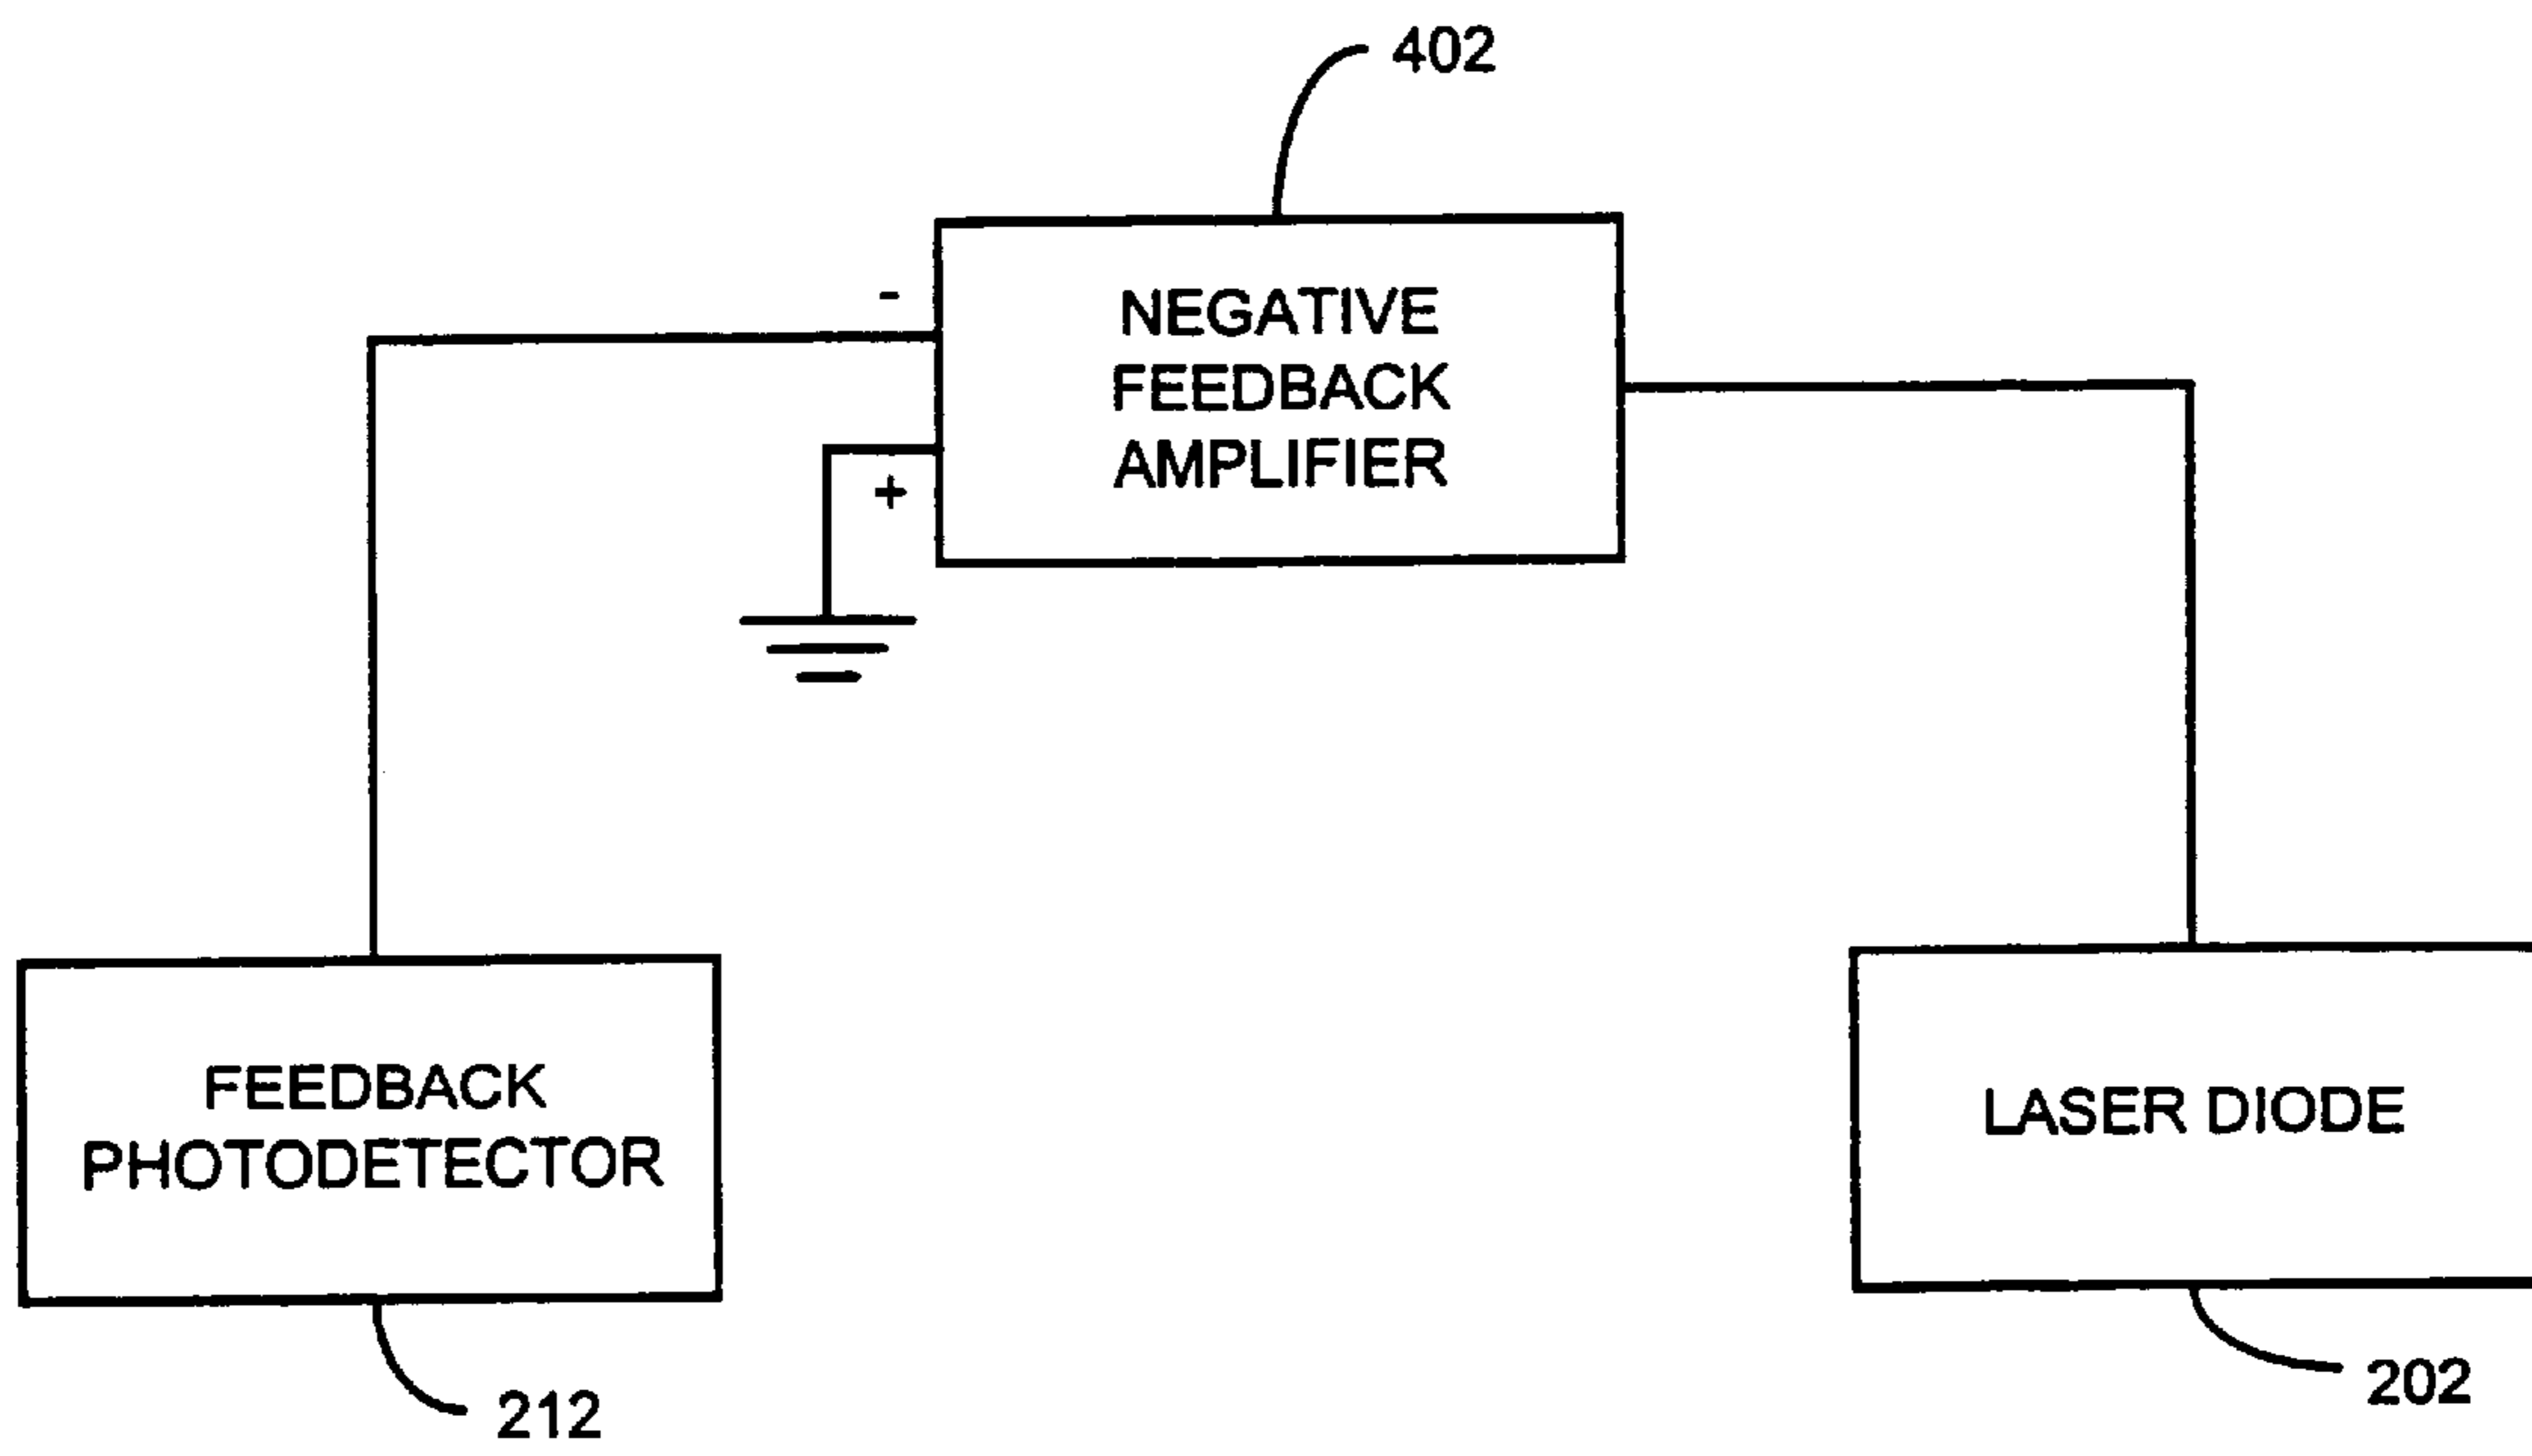 402
-
NEGATIVE
FEEDBACK
AMPLIFIER
+
FEEDBACK
PHOTODETECTOR
LASER DIODE
212
202